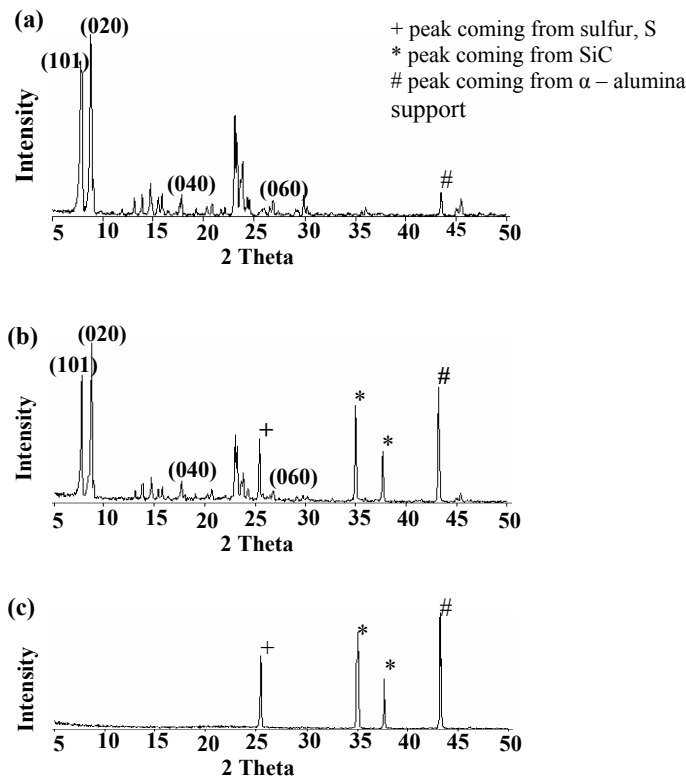 (a)
(020)
(101)
+ peak coming from sulfur, S
* peak coming from SiC
# peak coming from α – alumina
support
(040)
(060)
#
Intensity
5 10 15 20 25 30 35 40 45 50
2 Theta
(b)
(020)
(101)
#
*
+
*
(040)
(060)
Intensity
5 10 15 20 25 30 35 40 45 50
2 Theta
(c)
#
*
+
*
Intensity
5 10 15 20 25 30 35 40 45 50
2 Theta